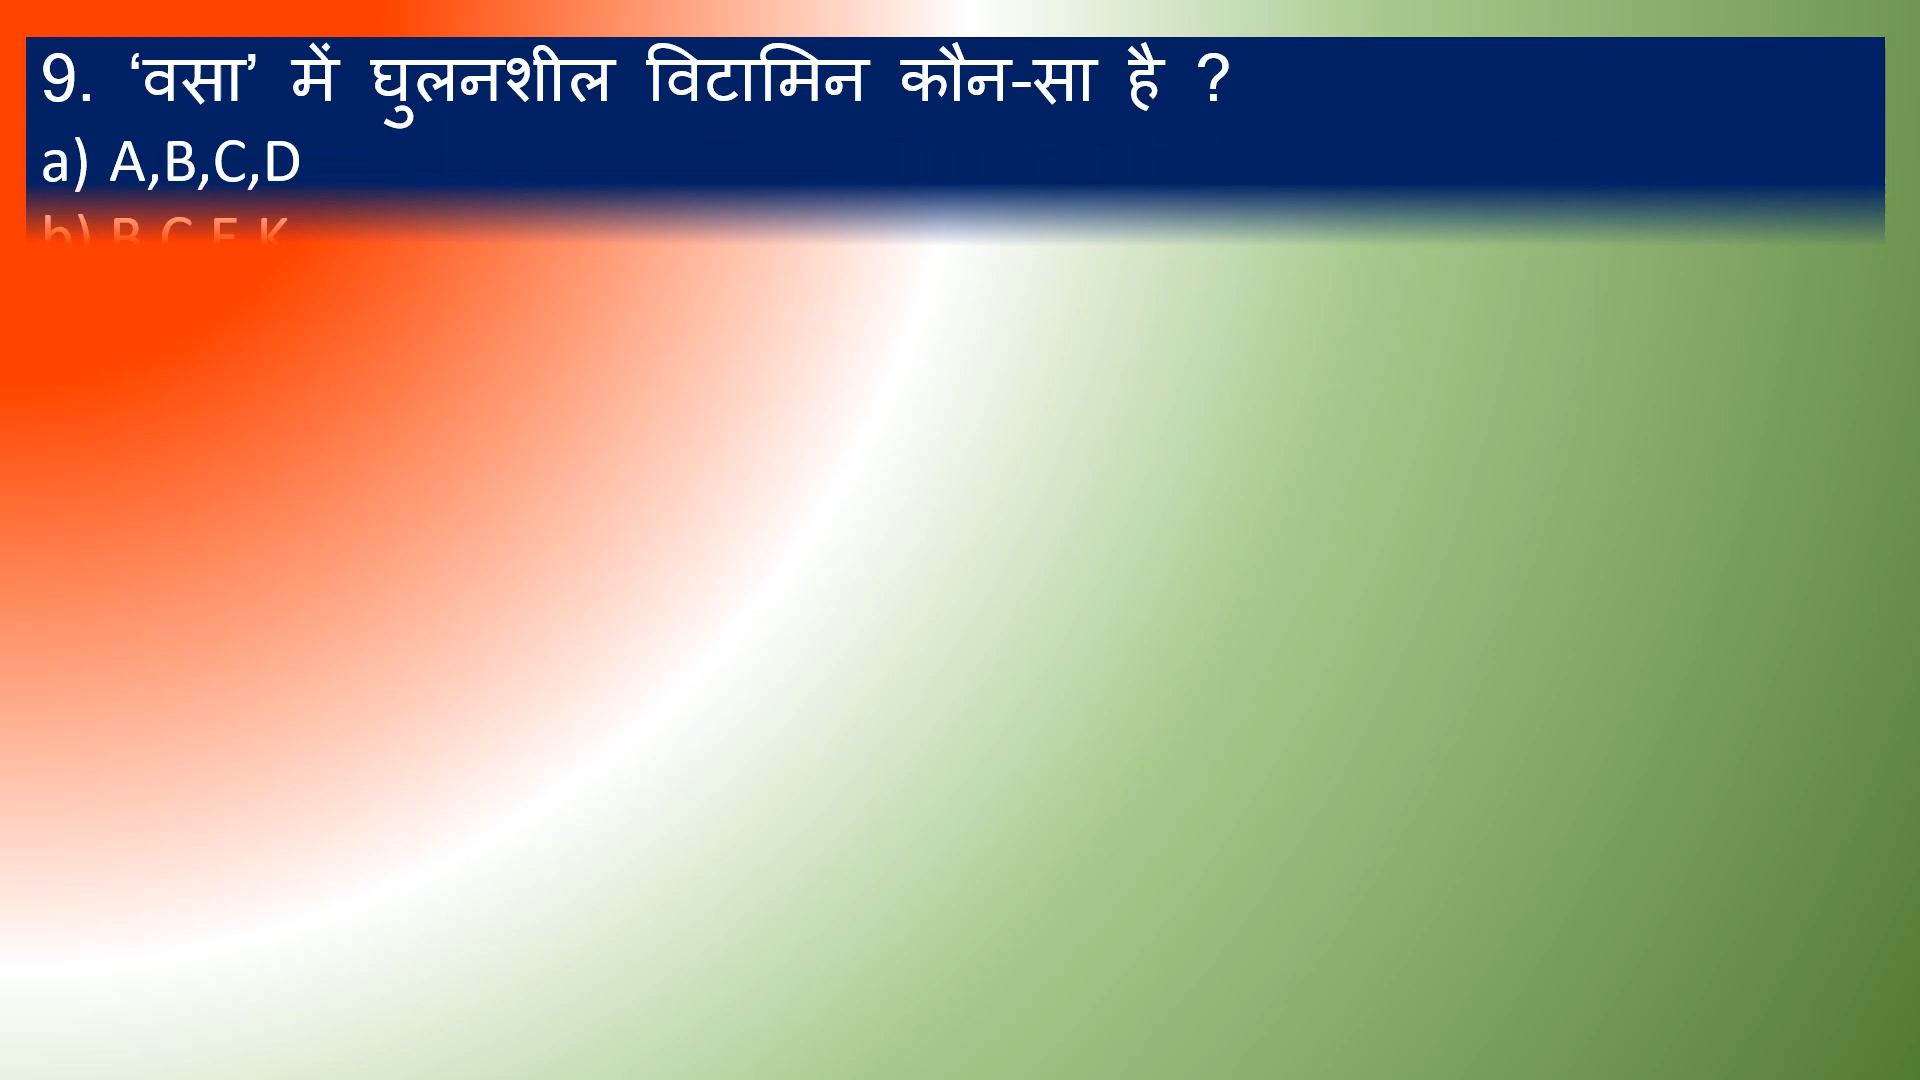 9. ‘वसा’ में घुलनशील विटामिन कौन-सा है ?
a) A,B,C,D
b) B,C,E,K